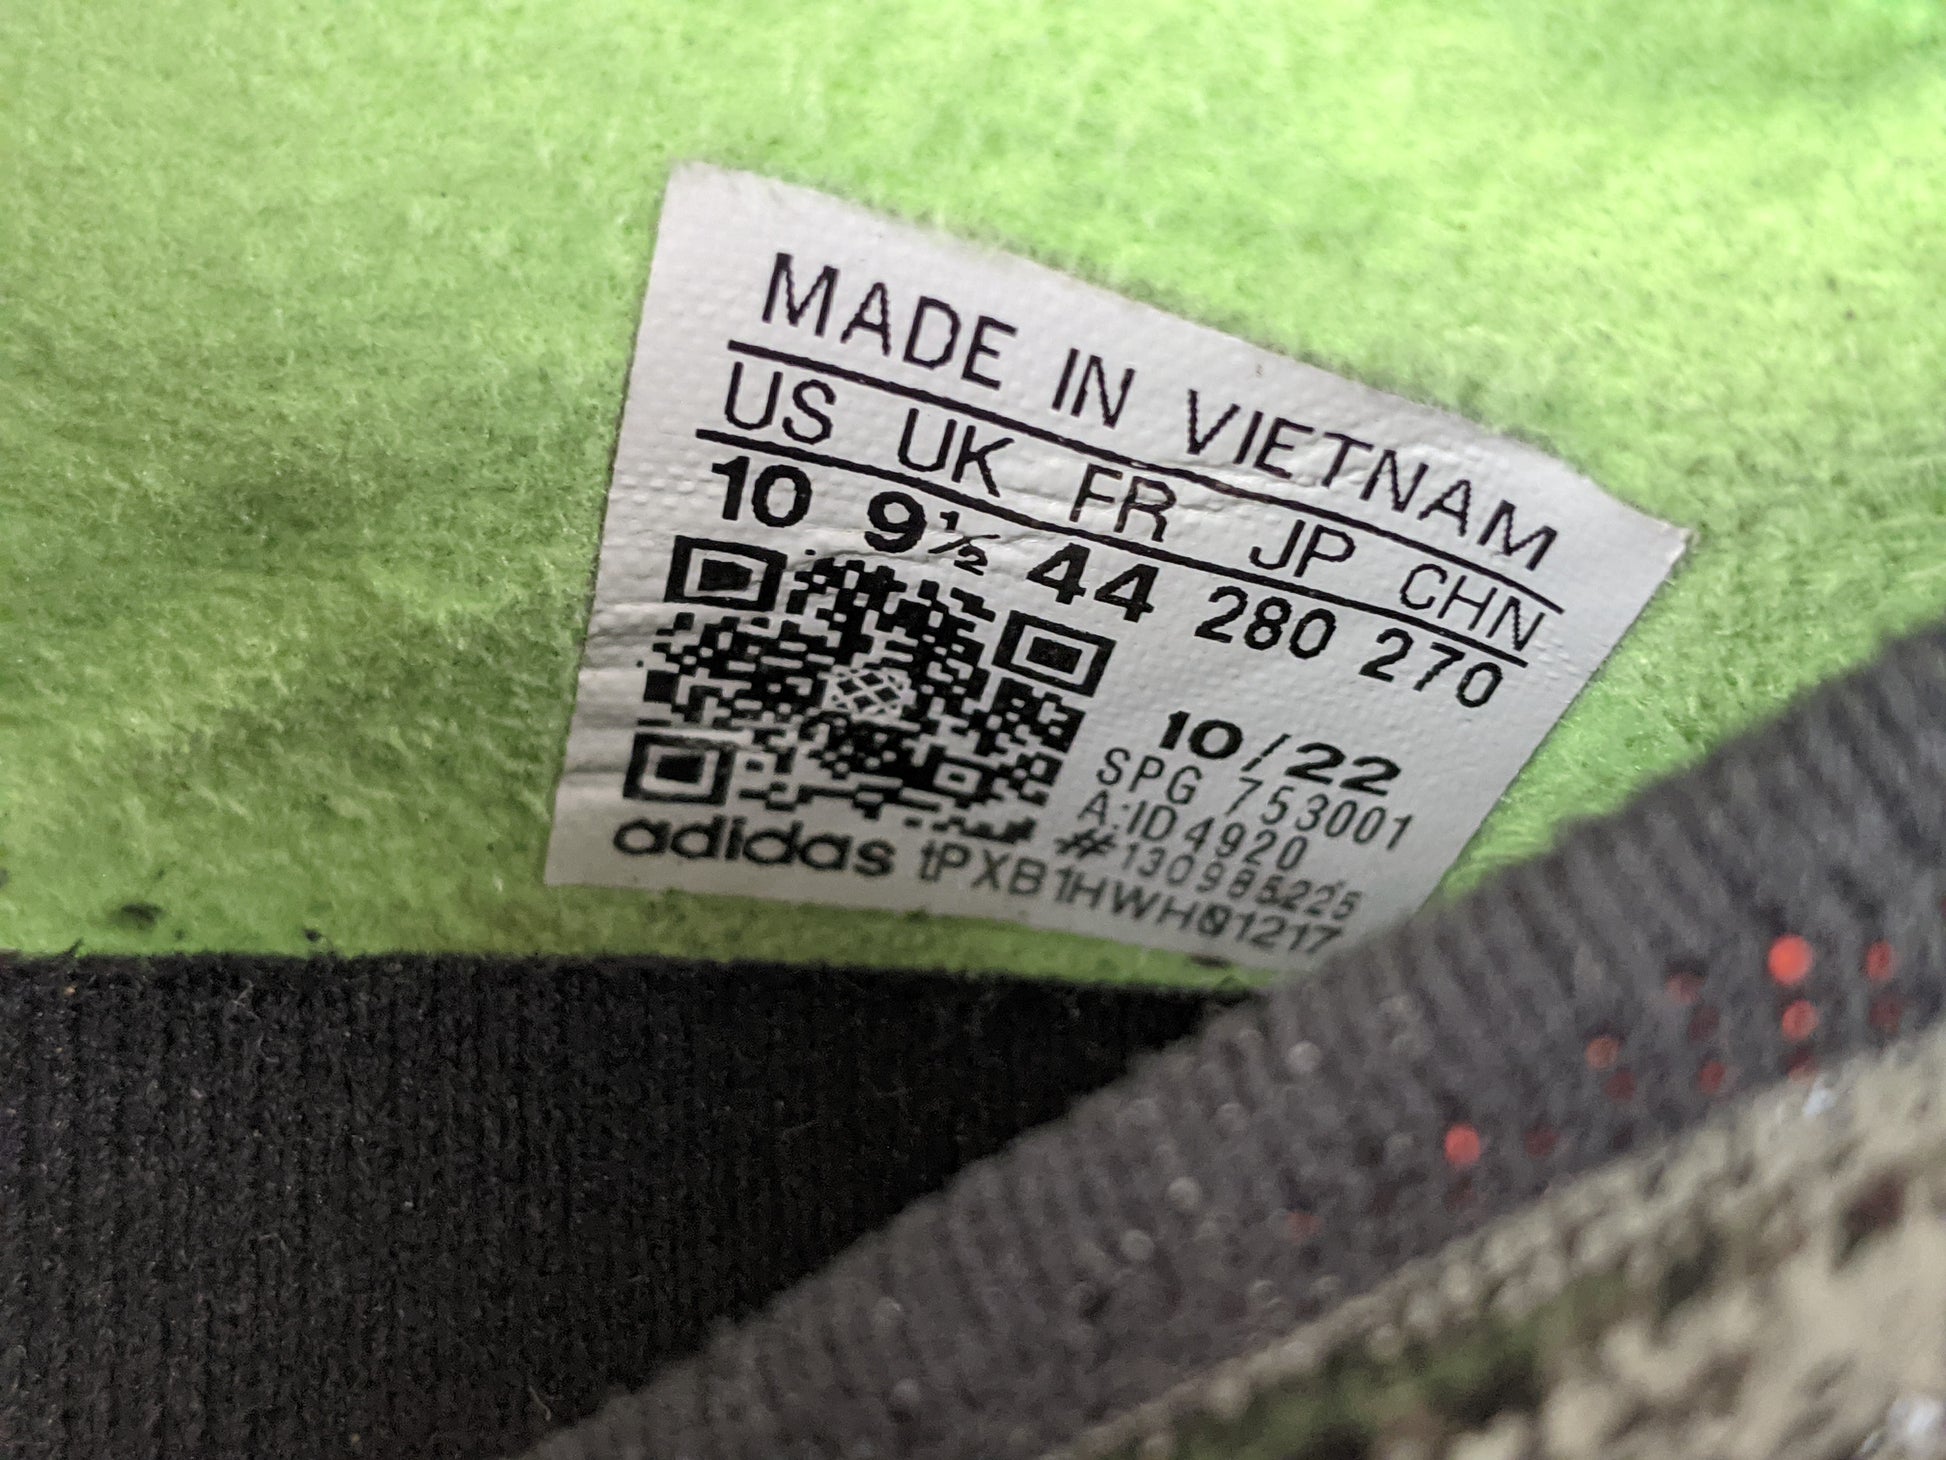 MADE IN VIETNAM
US UK FR JP CHN
10 9½ 44 280 270
10/22
SPG 753001
A:ID4920
#130985225
adidas tPXB1HWHQ1217